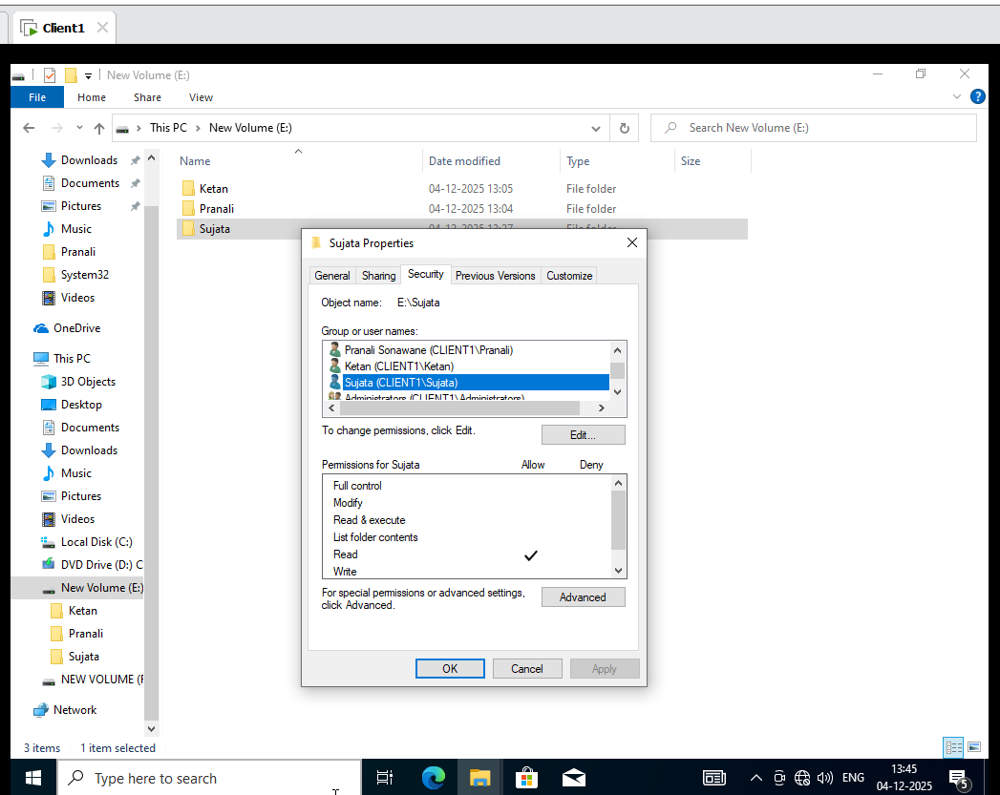 Client1
New Volume (E:)
File Home Share View
This PC New Volume (E:)
Search New Volume (E:)
Downloads
Documents
Pictures
Music
Pranali
System32
Videos
OneDrive
This PC
3D Objects
Desktop
Documents
Downloads
Music
Pictures
Videos
Local Disk (C:)
DVD Drive (D:) C
New Volume (E:)
Ketan
Pranali
Sujata
NEW VOLUME (F
Network
Name Date modified Type Size
Ketan 04-12-2025 13:05 File folder
Pranali 04-12-2025 13:04 File folder
Sujata 04-12-2025 13:27 File folder
Sujata Properties
General Sharing Security Previous Versions Customize
Object name: E:\Sujata
Group or user names:
Pranali Sonawane (CLIENT1\Pranali)
Ketan (CLIENT1\Ketan)
Sujata (CLIENT1\Sujata)
Administrators (CLIENT1\Administrators)
To change permissions, click Edit.
Edit...
Permissions for Sujata Allow Deny
Full control
Modify
Read & execute
List folder contents
Read
Write
For special permissions or advanced settings,
click Advanced.
Advanced
OK Cancel Apply
3 items 1 item selected
Type here to search
ENG
13:45
04-12-2025
5